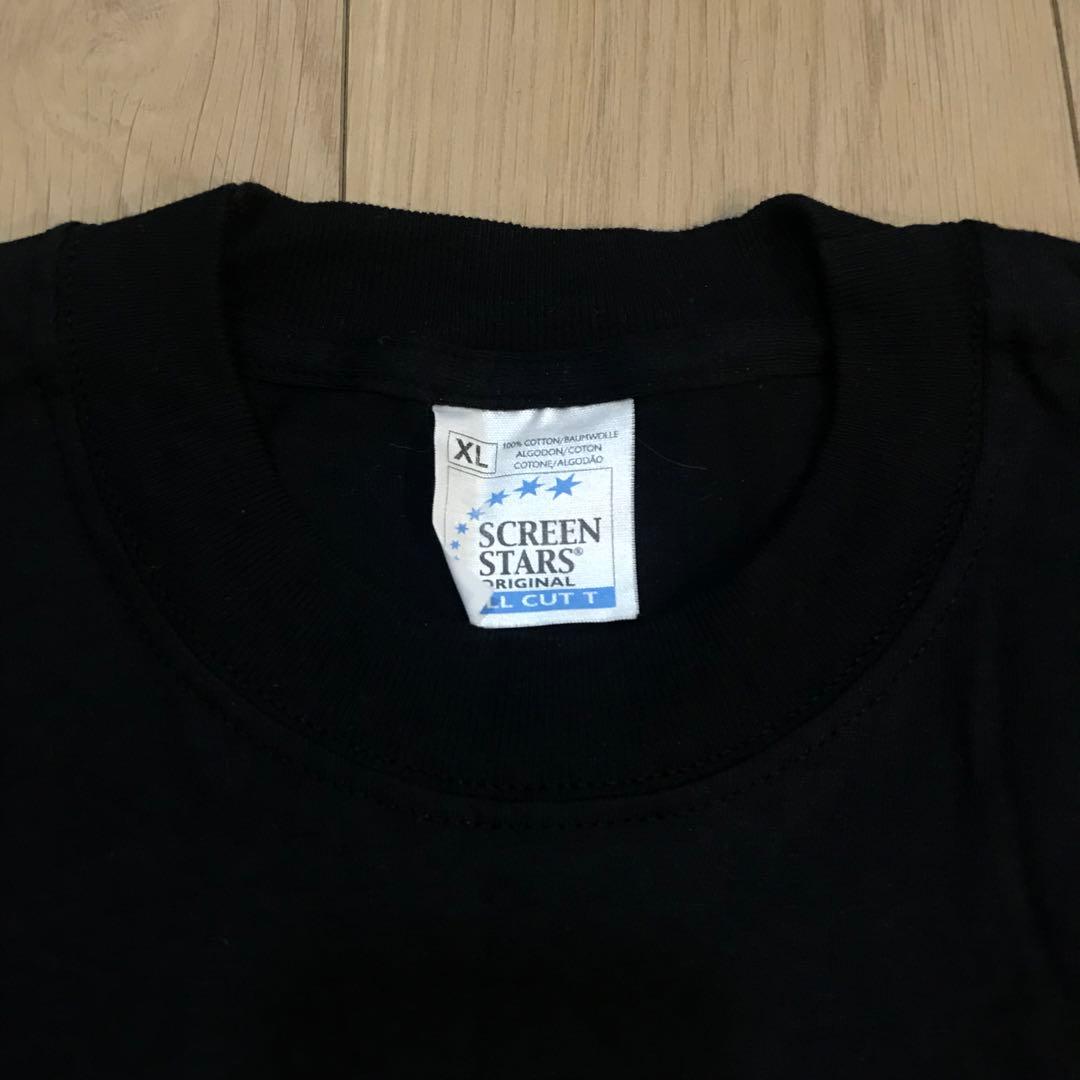 XL
100% COTTON/BAUMWOLLE
ALGODON/COTON
COTONE/ALGODÃO
SCREEN
STARS®
ORIGINAL
LL CUT T